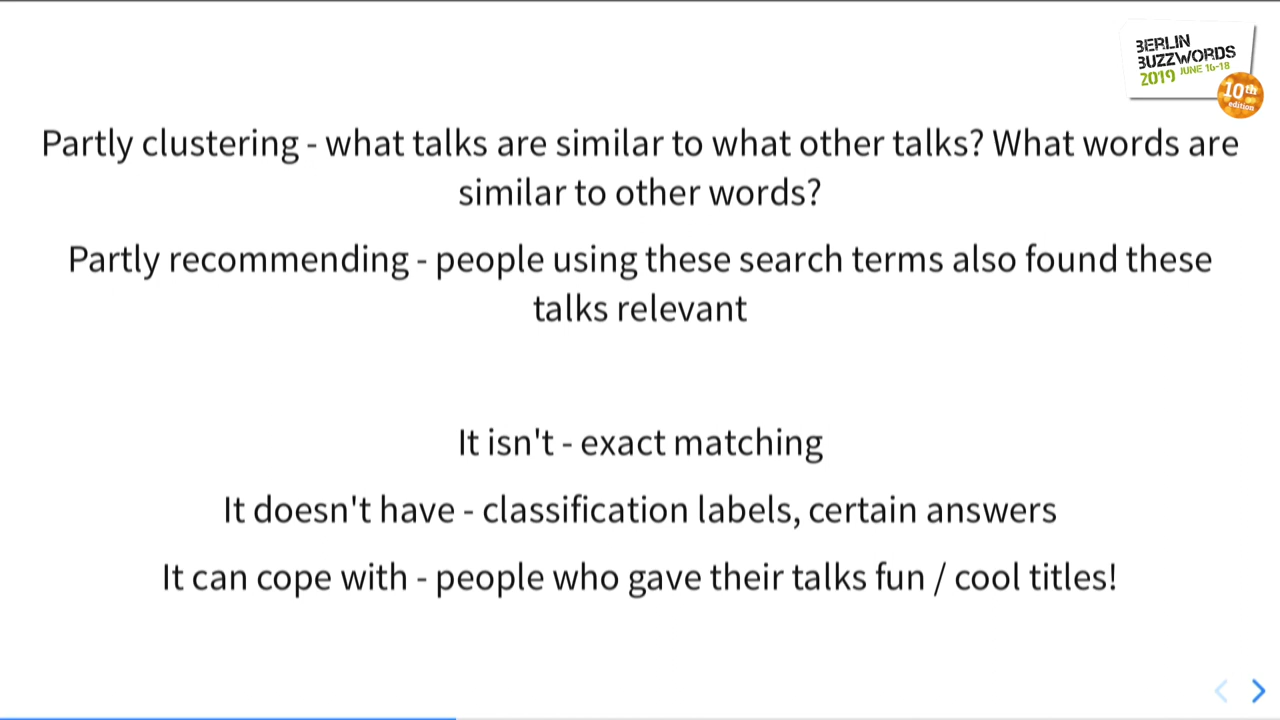 BERLIN
BUZZWORDS
2019 JUNE 16-18
10th
edition
Partly clustering - what talks are similar to what other talks? What words are
similar to other words?
Partly recommending - people using these search terms also found these
talks relevant
It isn't - exact matching
It doesn't have - classification labels, certain answers
It can cope with - people who gave their talks fun / cool titles!